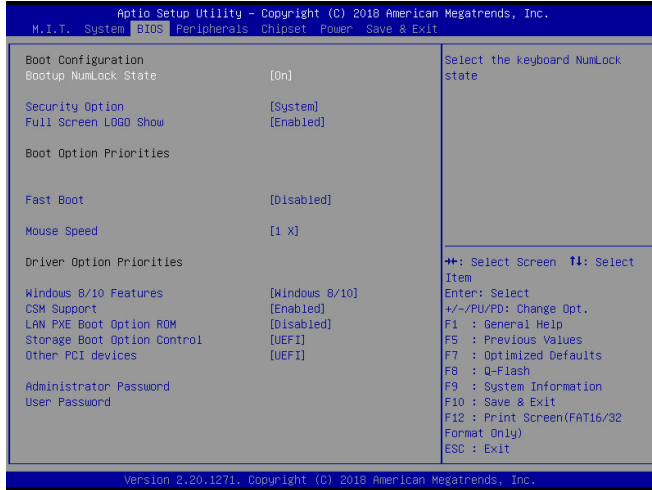 Aptio Setup Utility – Copyright (C) 2018 American Megatrends, Inc.
M.I.T. System BIOS Peripherals Chipset Power Save & Exit
Boot Configuration
Bootup NumLock State [On]
Security Option [System]
Full Screen LOGO Show [Enabled]
Boot Option Priorities
Fast Boot [Disabled]
Mouse Speed [1 X]
Driver Option Priorities
Windows 8/10 Features [Windows 8/10]
CSM Support [Enabled]
LAN PXE Boot Option ROM [Disabled]
Storage Boot Option Control [UEFI]
Other PCI devices [UEFI]
Administrator Password
User Password
Select the keyboard NumLock
state
→←: Select Screen ↑↓: Select
Item
Enter: Select
+/-/PU/PD: Change Opt.
F1 : General Help
F5 : Previous Values
F7 : Optimized Defaults
F8 : Q-Flash
F9 : System Information
F10 : Save & Exit
F12 : Print Screen(FAT16/32
Format Only)
ESC : Exit
Version 2.20.1271. Copyright (C) 2018 American Megatrends, Inc.